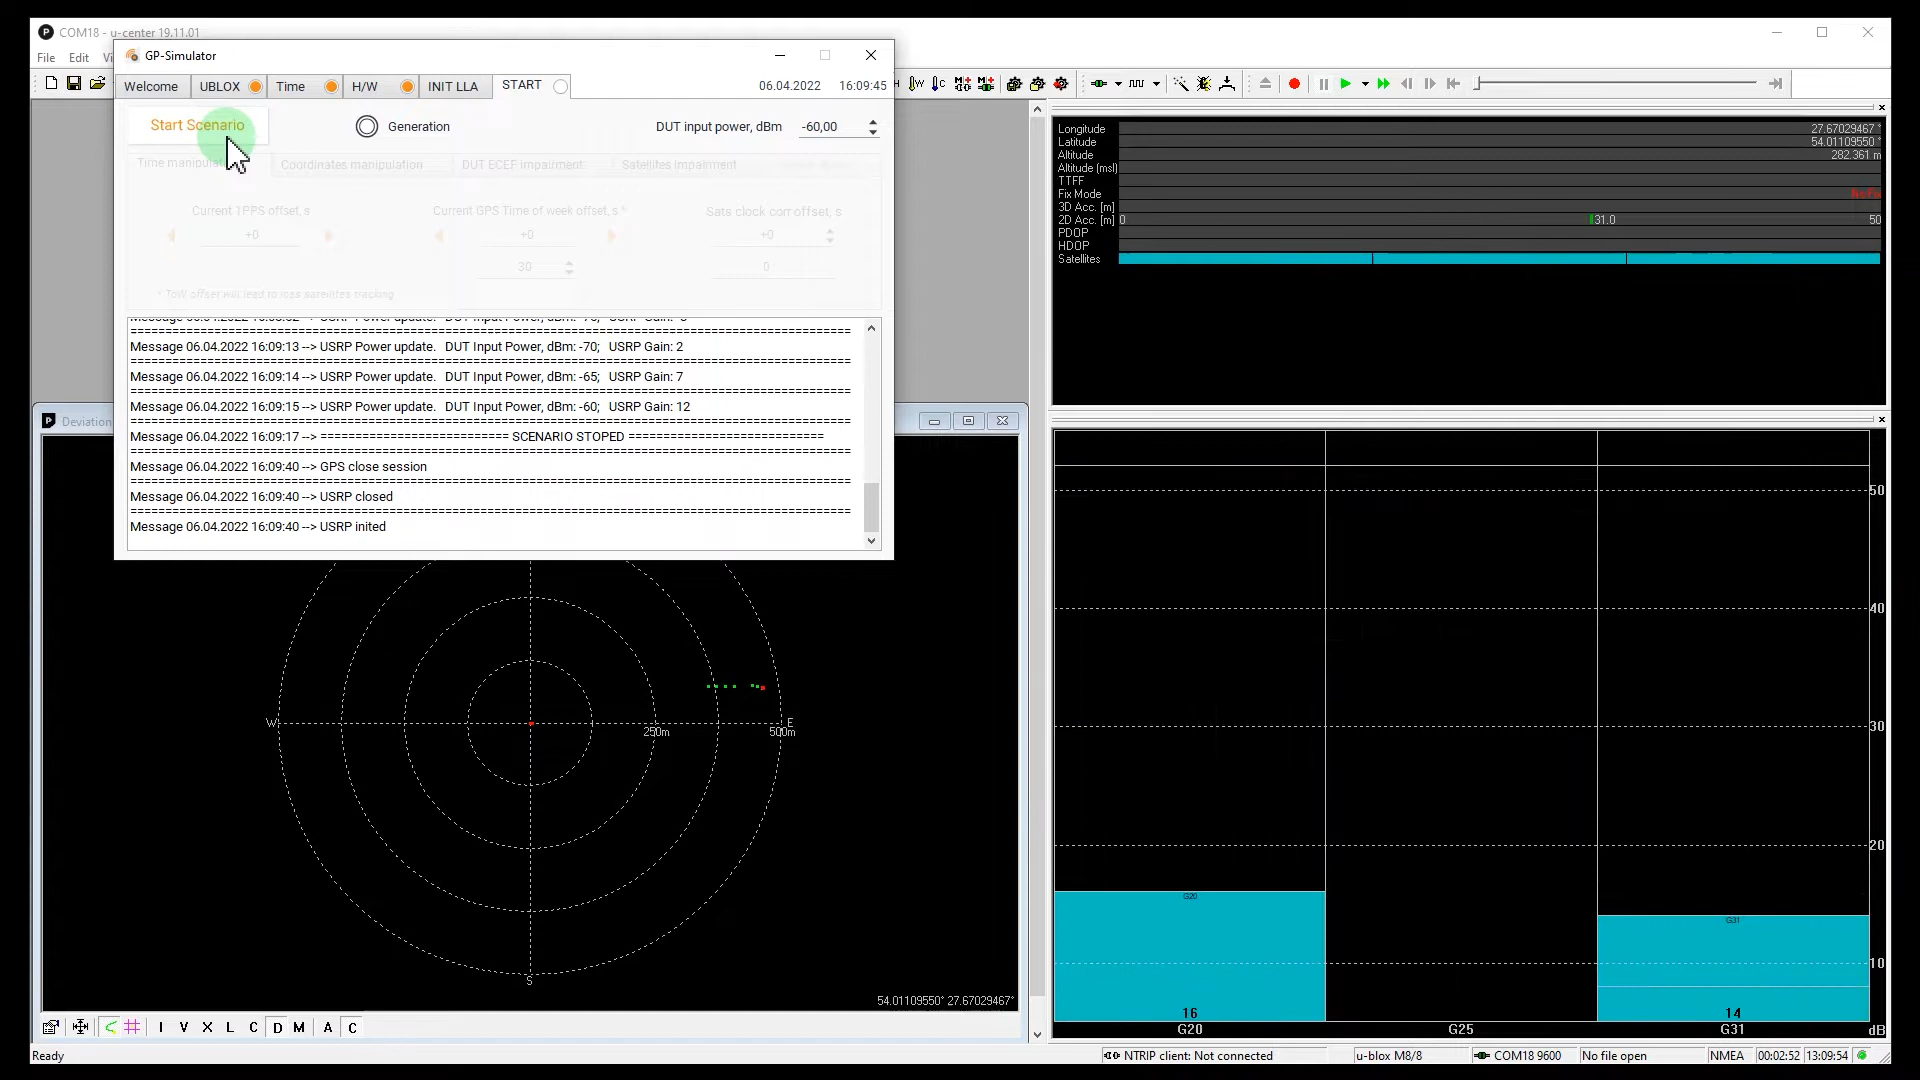 COM18 - u-center 19.11.01
File Edit
GP-Simulator
Welcome UBLOX Time H/W INIT LLA START 06.04.2022 16:09:45
Start Scenario Generation DUT input power, dBm -60,00
Coordinates manipulation DUT ECEF impairment Satellites impairment
Current 1PPS offset, s Current GPS Time of week offset, s * Sats clock corr offset, s
+0 +0 +0
30 0
* ToW offset will lead to loss satellites tracking
===
Message 06.04.2022 16:09:13 --> USRP Power update. DUT Input Power, dBm: -70; USRP Gain: 2
===
Message 06.04.2022 16:09:14 --> USRP Power update. DUT Input Power, dBm: -65; USRP Gain: 7
===
Message 06.04.2022 16:09:15 --> USRP Power update. DUT Input Power, dBm: -60; USRP Gain: 12
===
Message 06.04.2022 16:09:17 --> === SCENARIO STOPED ===
===
Message 06.04.2022 16:09:40 --> GPS close session
===
Message 06.04.2022 16:09:40 --> USRP closed
===
Message 06.04.2022 16:09:40 --> USRP inited
Longitude 27.67029467 °
Latitude 54.01109550 °
Altitude 282.361 m
Altitude (msl)
TTFF
Fix Mode
3D Acc. [m]
2D Acc. [m] 0 31.0 50
PDOP
HDOP
Satellites
Deviation
W E
250m 500m
S
54.01109550° 27.67029467°
50
40
30
20
10
G20 G31
16 14
G20 G25 G31 dB
I V X L C D M A C
Ready NTRIP client: Not connected u-blox M8/8 COM18 9600 No file open NMEA 00:02:52 13:09:54